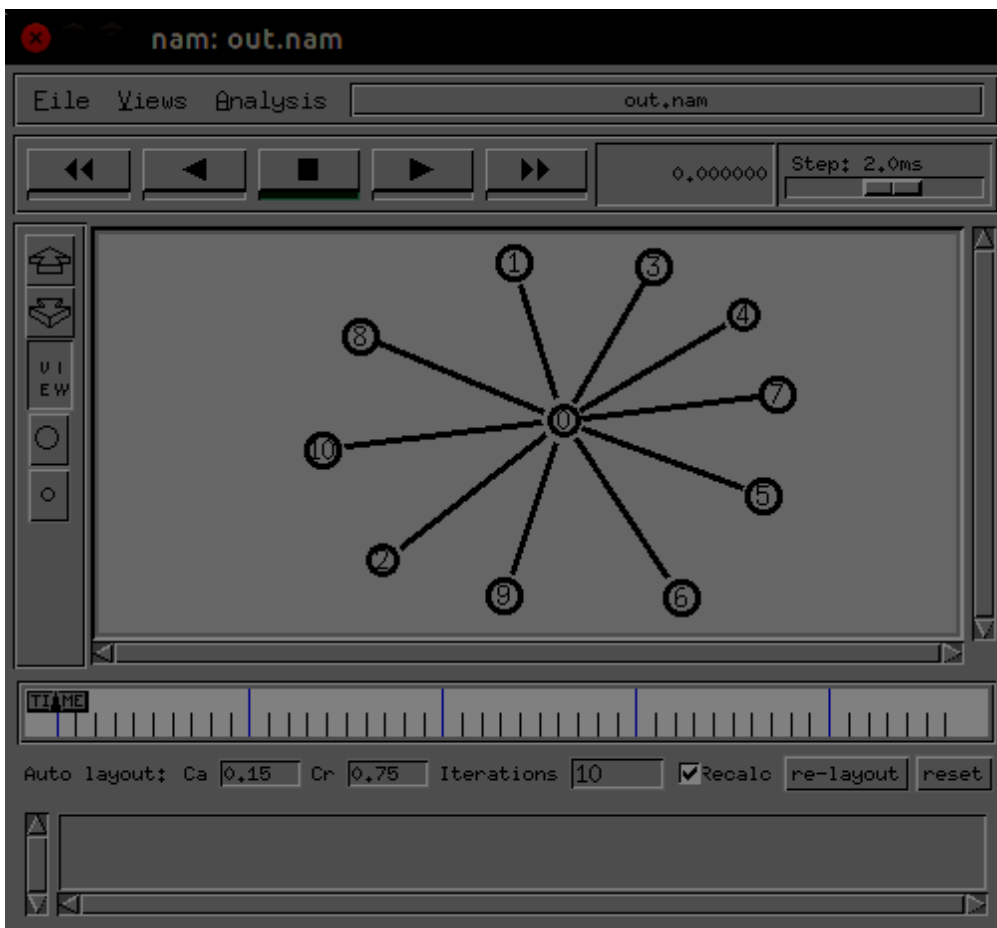 nam: out.nam
File Views Analysis out.nam
0.000000 Step: 2.0ms
1 3
4
8
VI
EW
7
0
10
5
2
9 6
TIME
Auto layout: Ca 0.15 Cr 0.75 Iterations 10 Recalc re-layout reset